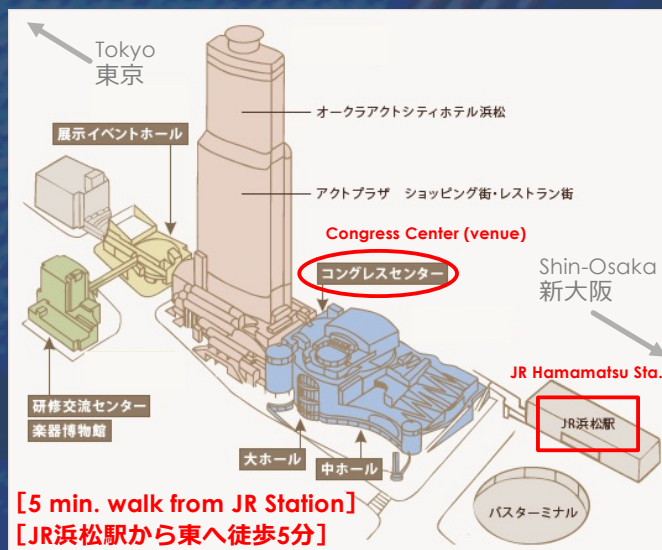 Tokyo
東京
オークラアクトシティホテル浜松
展示イベントホール
アクトプラザ　ショッピング街・レストラン街
Congress Center (venue)
コングレスセンター
Shin-Osaka
新大阪
JR Hamamatsu Sta.
JR浜松駅
研修交流センター
楽器博物館
大ホール
中ホール
バスターミナル
[5 min. walk from JR Station]
[JR浜松駅から東へ徒歩5分]